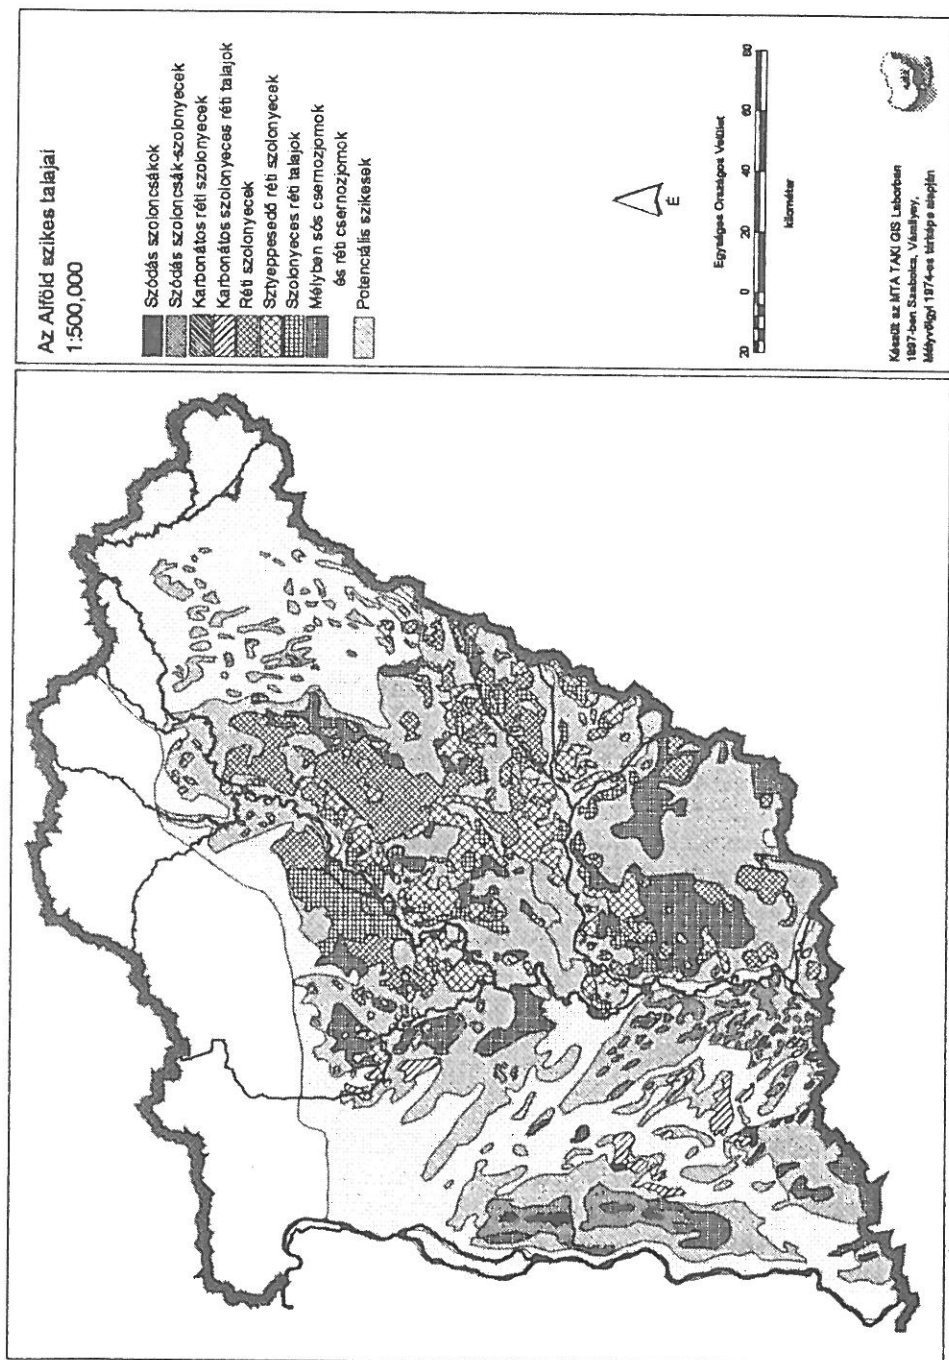 Az Alföld szikes talajai
1:500,000
Szódás szoloncsákok
Szódás szoloncsák-szolonyecek
Karbonátos réti szolonyecek
Karbonátos szolonyeces réti talajok
Réti szolonyecek
Sztyeppesedő réti szolonyecek
Szolonyeces réti talajok
Mélyben sós csernozjomok
és réti csernozjomok
Potenciális szikesek
É
Egységes Országos Vetület
20 0 20 40 60 80
kilométer
Készült az MTA TAKI GIS Laborban
1997-ben Szabolcs, Várallyay,
Mélyvölgyi 1974-es térképe alapján